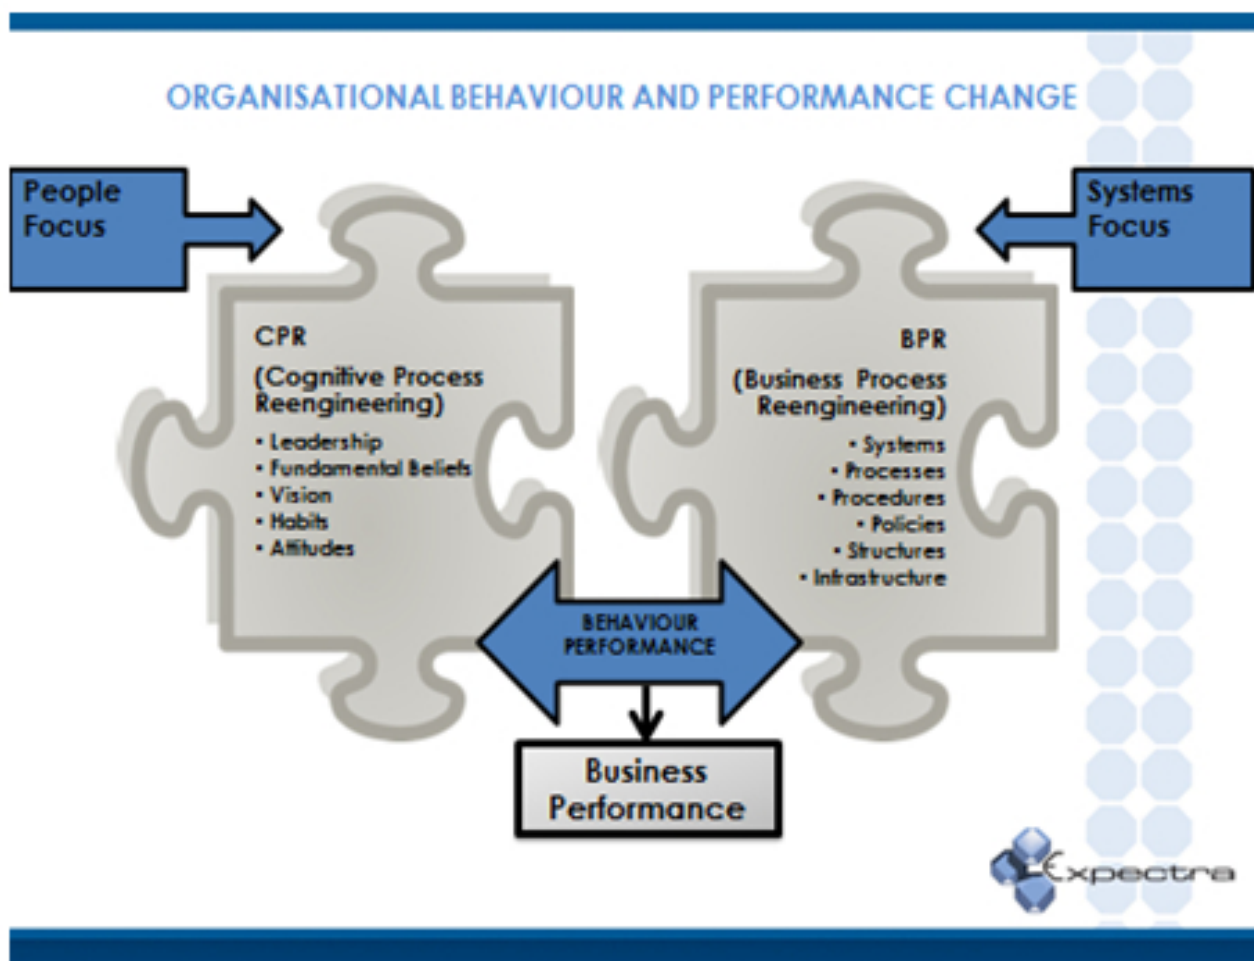 ORGANISATIONAL BEHAVIOUR AND PERFORMANCE CHANGE
People
Focus
Systems
Focus
CPR
(Cognitive Process
Reengineering)
• Leadership
• Fundamental Beliefs
• Vision
• Habits
• Attitudes
BPR
(Business Process
Reengineering)
• Systems
• Processes
• Procedures
• Policies
• Structures
• Infrastructure
BEHAVIOUR
PERFORMANCE
Business
Performance
Expectra